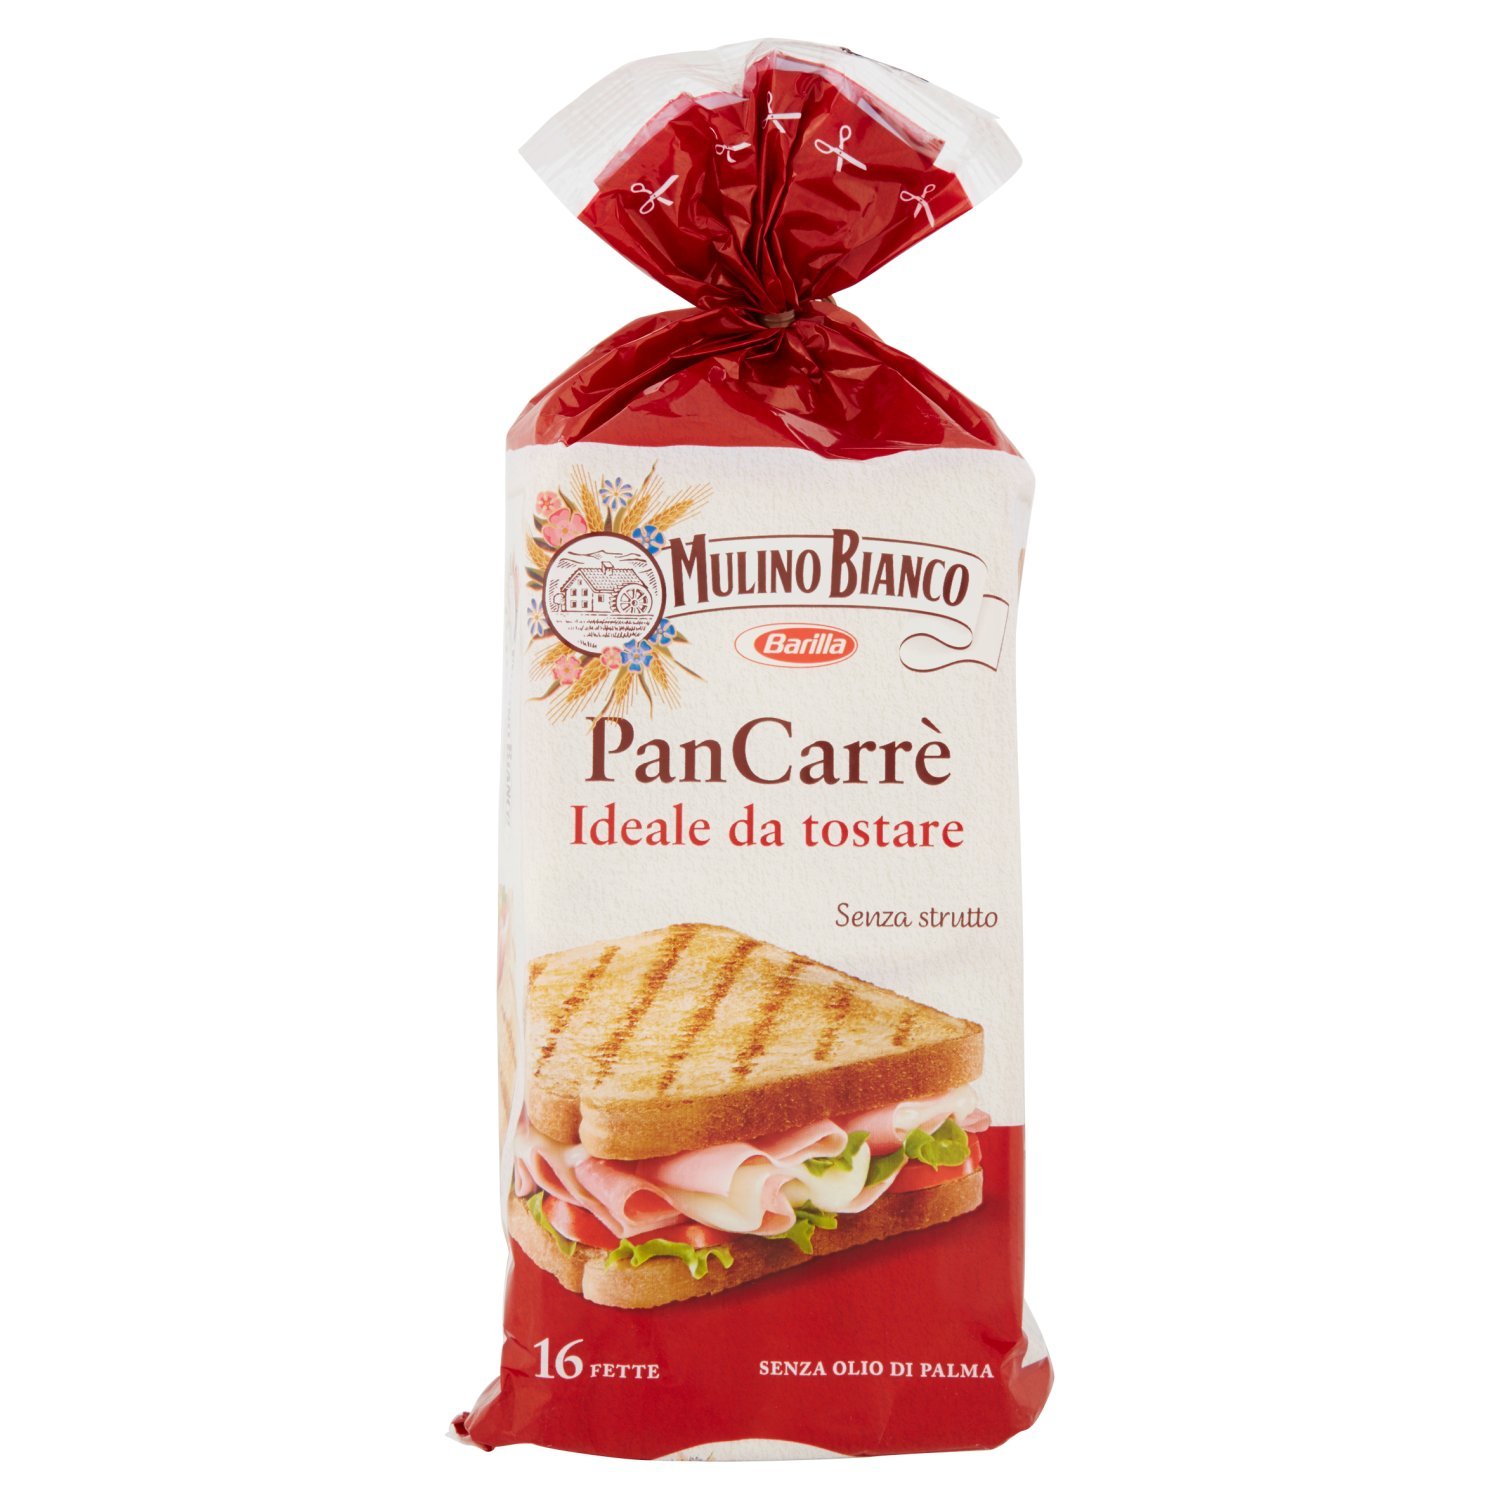 MULINO BIANCO
Barilla
PanCarrè
Ideale da tostare
Senza strutto
16 FETTE
SENZA OLIO DI PALMA